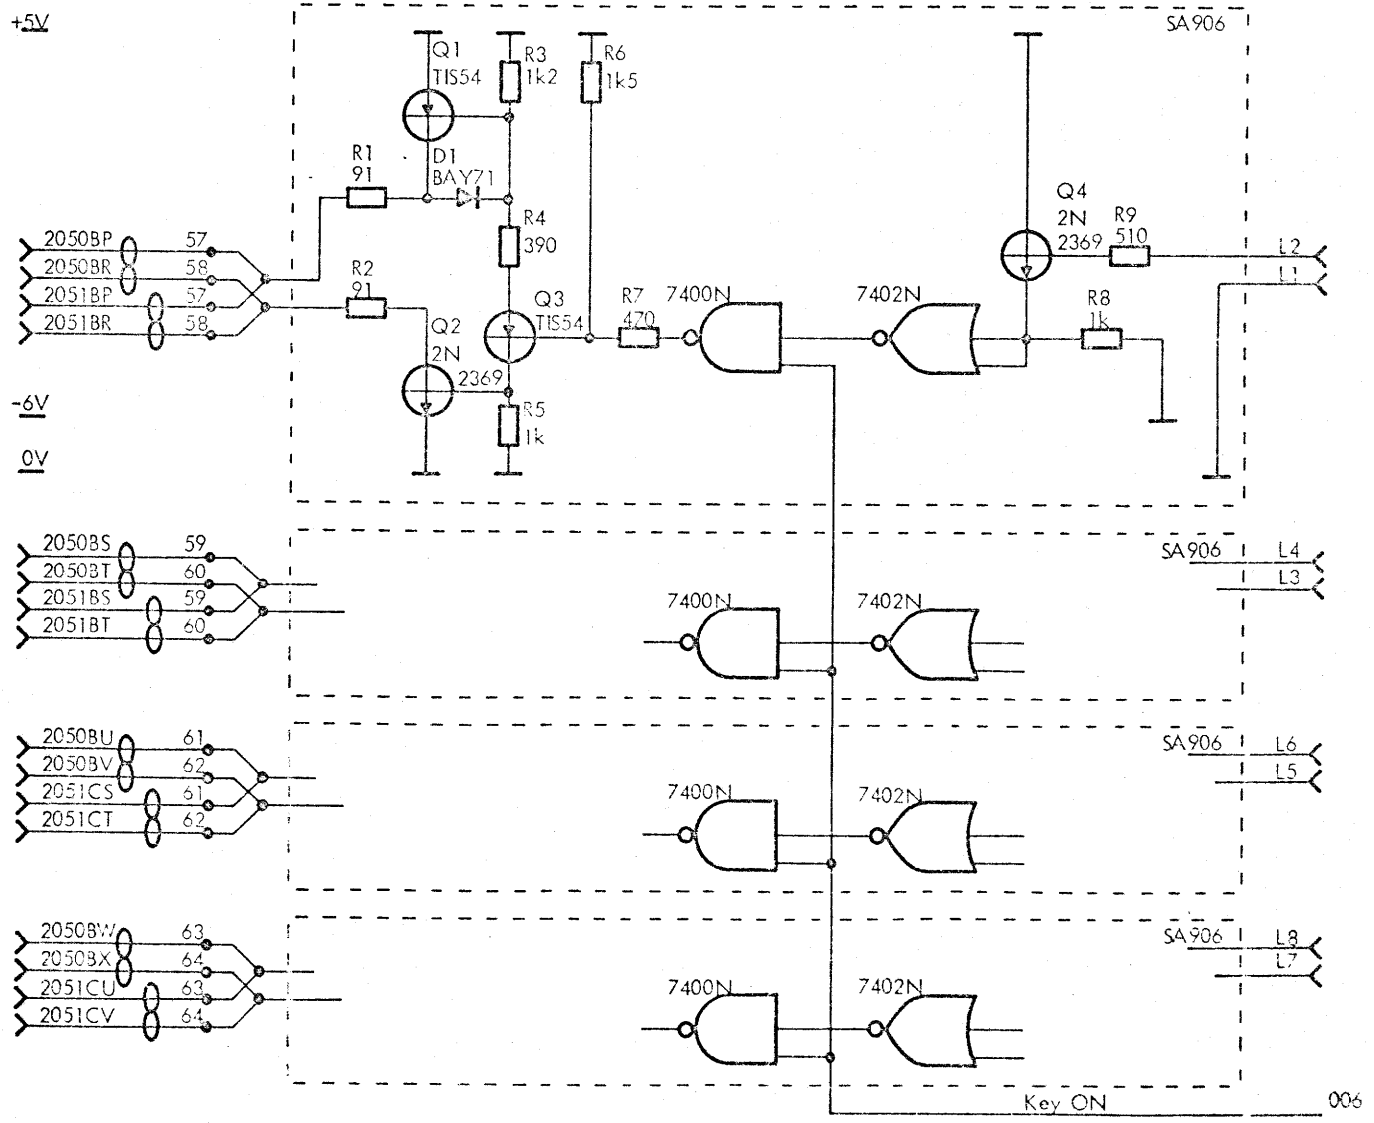 +5V
SA906
Q1
TIS54
R3
1k2
R6
1k5
R1
91
D1
BAY71
Q4
2N
2369
R9
510
R4
390
2050BP 57
2050BR 58
2051BP 57
2051BR 58
L2
L1
R2
91
Q3
TIS54
R7
470
7400N
7402N
R8
1k
Q2
2N
2369
-6V
R5
1k
0V
2050BS 59
2050BT 60
2051BS 59
2051BT 60
7400N
7402N
SA906
L4
L3
2050BU 61
2050BV 62
2051CS 61
2051CT 62
7400N
7402N
SA906
L6
L5
2050BW 63
2050BX 64
2051CU 63
2051CV 64
7400N
7402N
SA906
L8
L7
Key ON
006